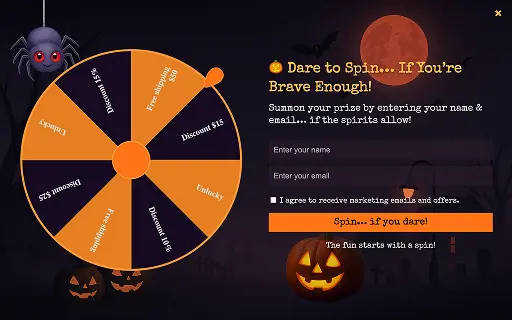 ×
Discount 15%
Free shipping
$50
Discount $15
Unlucky
Discount 10%
Free shipping
Discount $25
Unlucky
Dare to Spin... If You're
Brave Enough!
Summon your prize by entering your name &
email... if the spirits allow!
Enter your name
Enter your email
I agree to receive marketing emails and offers.
Spin... if you dare!
The fun starts with a spin!